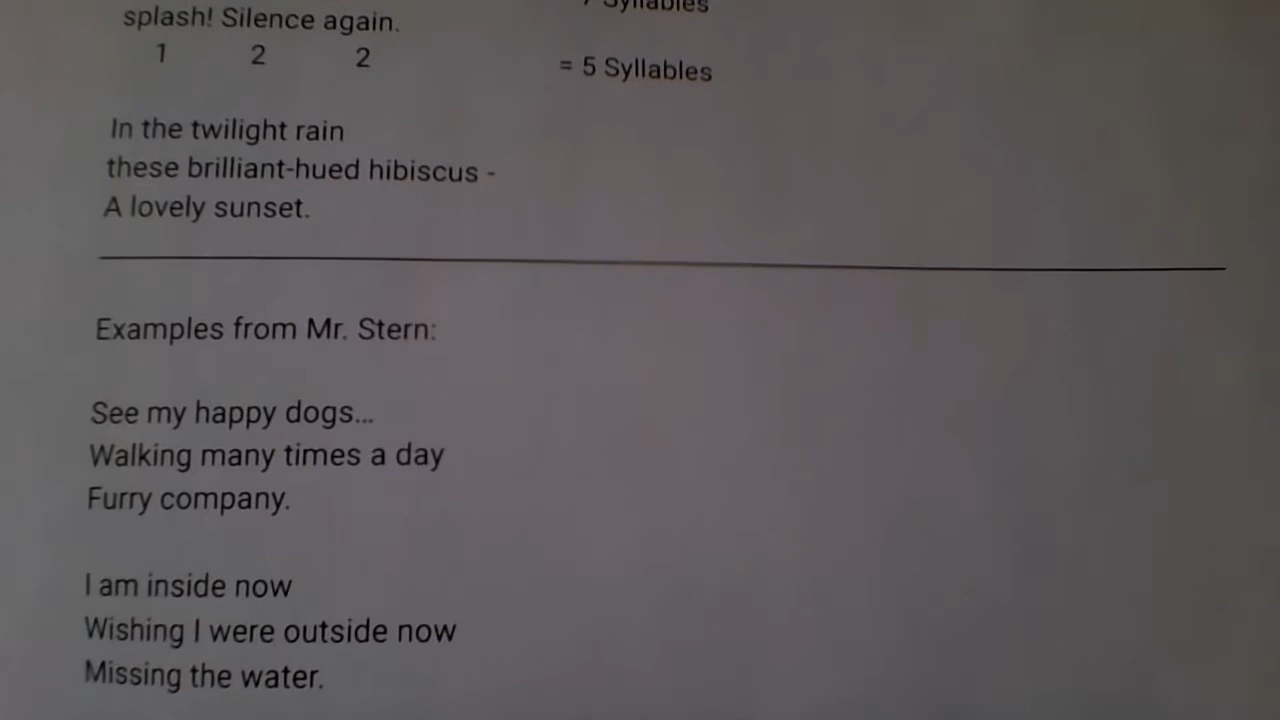 Syllables
splash! Silence again.
1 2 2 = 5 Syllables
In the twilight rain
these brilliant-hued hibiscus -
A lovely sunset.
Examples from Mr. Stern:
See my happy dogs...
Walking many times a day
Furry company.
I am inside now
Wishing I were outside now
Missing the water.